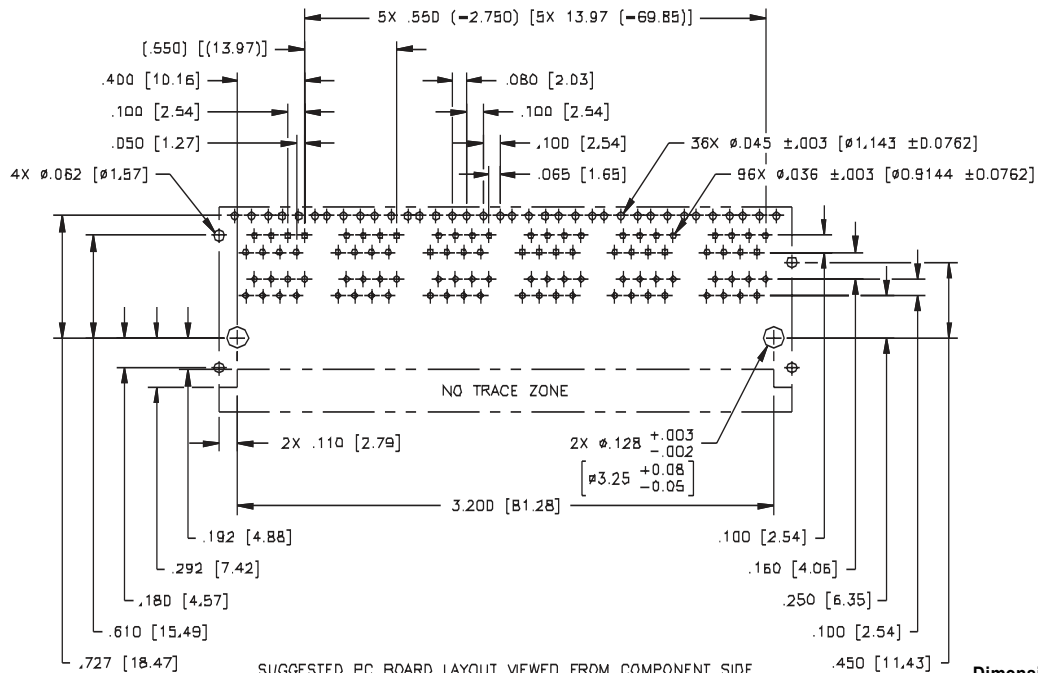 5X .550 (-2.750) [5X 13.97 (-69.85)]
(.550) [(13.97)]
.400 [10.16]
.080 [2.03]
.100 [2.54]
.100 [2.54]
.050 [1.27]
.100 [2.54]
36X ø.045 ±.003 [ø1.143 ±0.0762]
4X ø.062 [ø1.57]
.065 [1.65]
96X ø.036 ±.003 [ø0.9144 ±0.0762]
NO TRACE ZONE
2X .110 [2.79]
2X ø.128 +.003 -.002
[ø3.25 +0.08 -0.05]
3.200 [81.28]
.192 [4.88]
.100 [2.54]
.292 [7.42]
.160 [4.06]
.180 [4.57]
.250 [6.35]
.610 [15.49]
.100 [2.54]
.727 [18.47]
SUGGESTED PC BOARD LAYOUT VIEWED FROM COMPONENT SIDE
.450 [11.43]